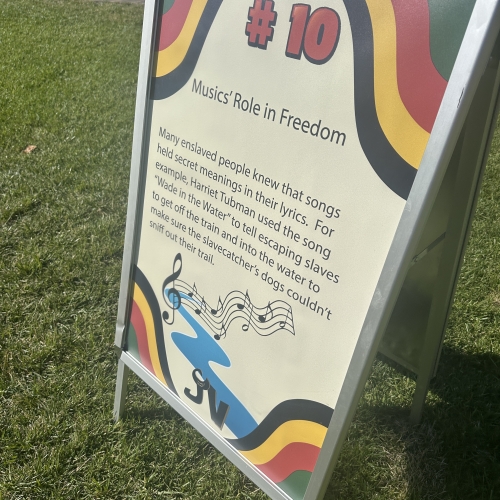 # 10
Musics' Role in Freedom
Many enslaved people knew that songs
held secret meanings in their lyrics. For
example, Harriet Tubman used the song
"Wade in the Water" to tell escaping slaves
to get off the train and into the water to
make sure the slavecatcher's dogs couldn't
sniff out their trail.